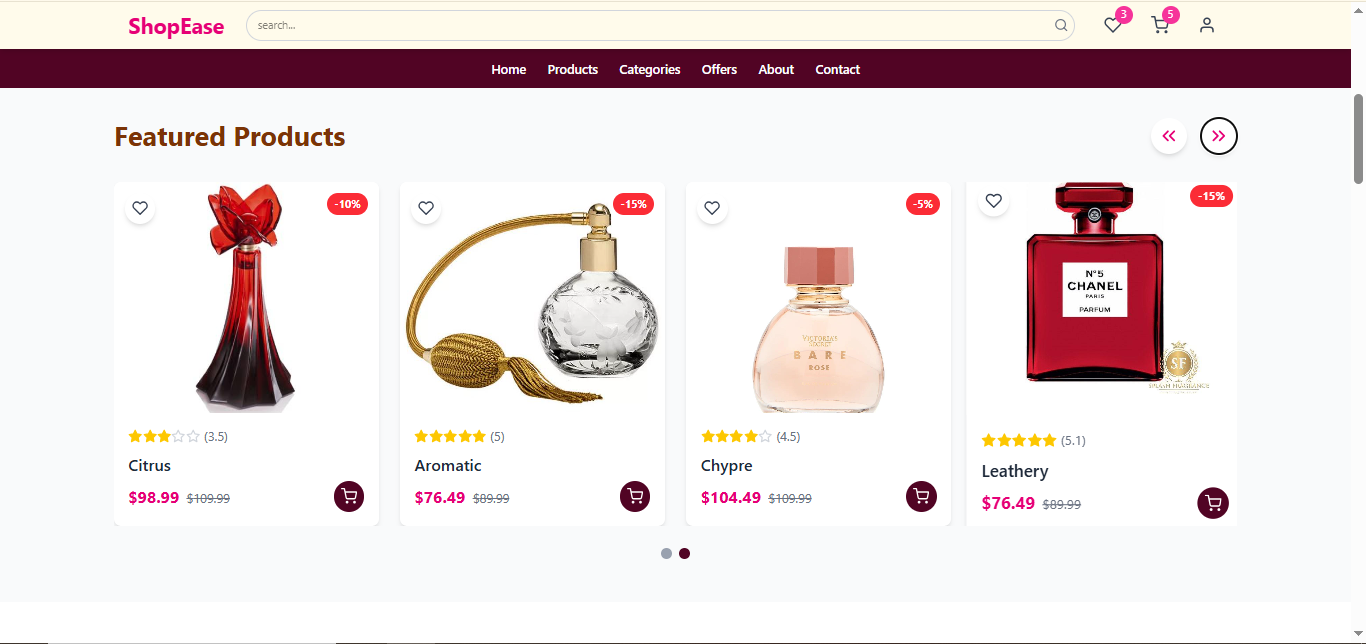 ShopEase
search...
3
5
Home Products Categories Offers About Contact
Featured Products
-10%
-15%
-5%
-15%
N°5
CHANEL
PARIS
PARFUM
VICTORIA'S
SECRET
BARE
ROSE
SF
SPLASH FRAGRANCE
(3.5)
Citrus
$98.99 $109.99
(5)
Aromatic
$76.49 $89.99
(4.5)
Chypre
$104.49 $109.99
(5.1)
Leathery
$76.49 $89.99